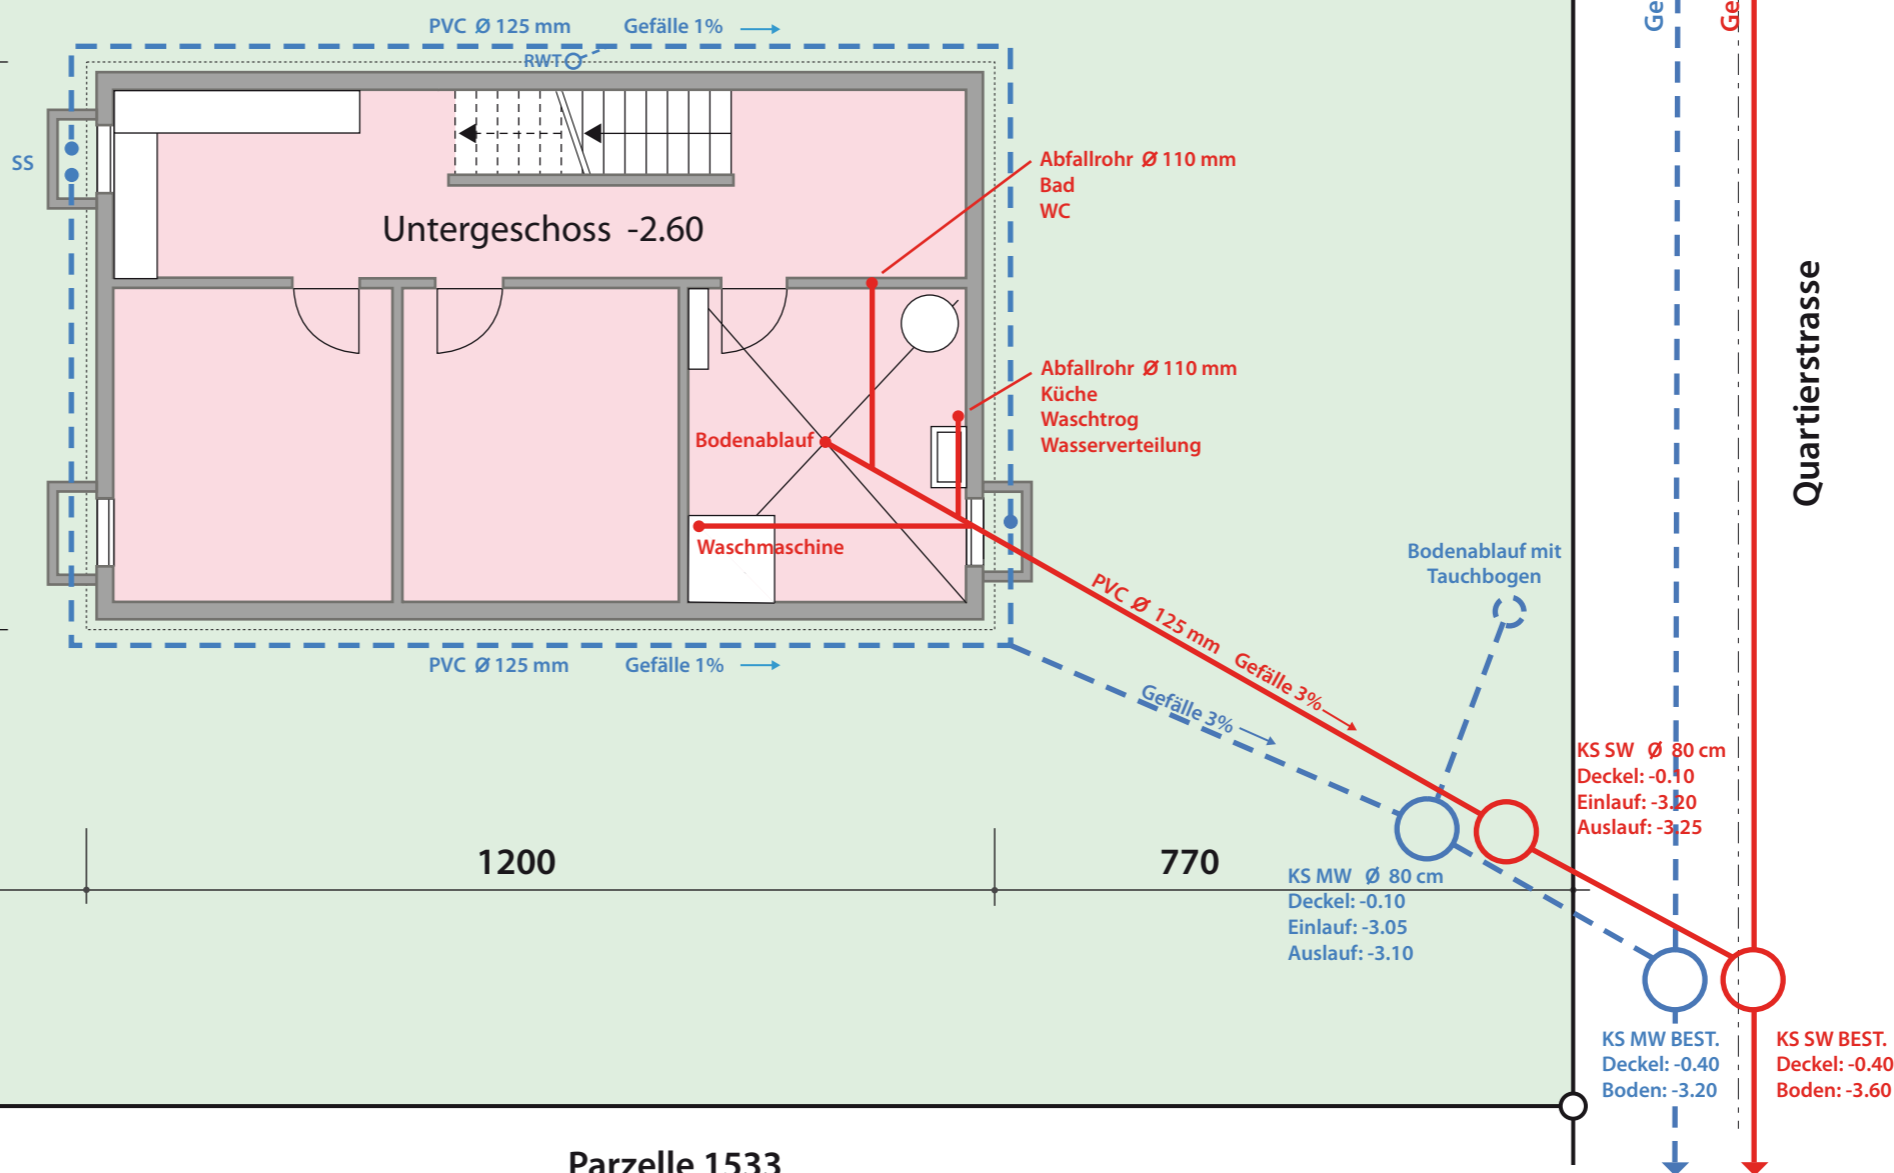 PVC Ø 125 mm Gefälle 1%
RWT
Ge
Ge
SS
Abfallrohr Ø 110 mm
Bad
WC
Untergeschoss -2.60
Quartierstrasse
Abfallrohr Ø 110 mm
Küche
Waschtrog
Wasserverteilung
Bodenablauf
Waschmaschine
Bodenablauf mit
Tauchbogen
PVC Ø 125 mm Gefälle 3%
PVC Ø 125 mm Gefälle 1%
Gefälle 3%
KS SW Ø 80 cm
Deckel: -0.10
Einlauf: -3.20
Auslauf: -3.25
1200
770
KS MW Ø 80 cm
Deckel: -0.10
Einlauf: -3.05
Auslauf: -3.10
KS MW BEST.
Deckel: -0.40
Boden: -3.20
KS SW BEST.
Deckel: -0.40
Boden: -3.60
Parzelle 1533